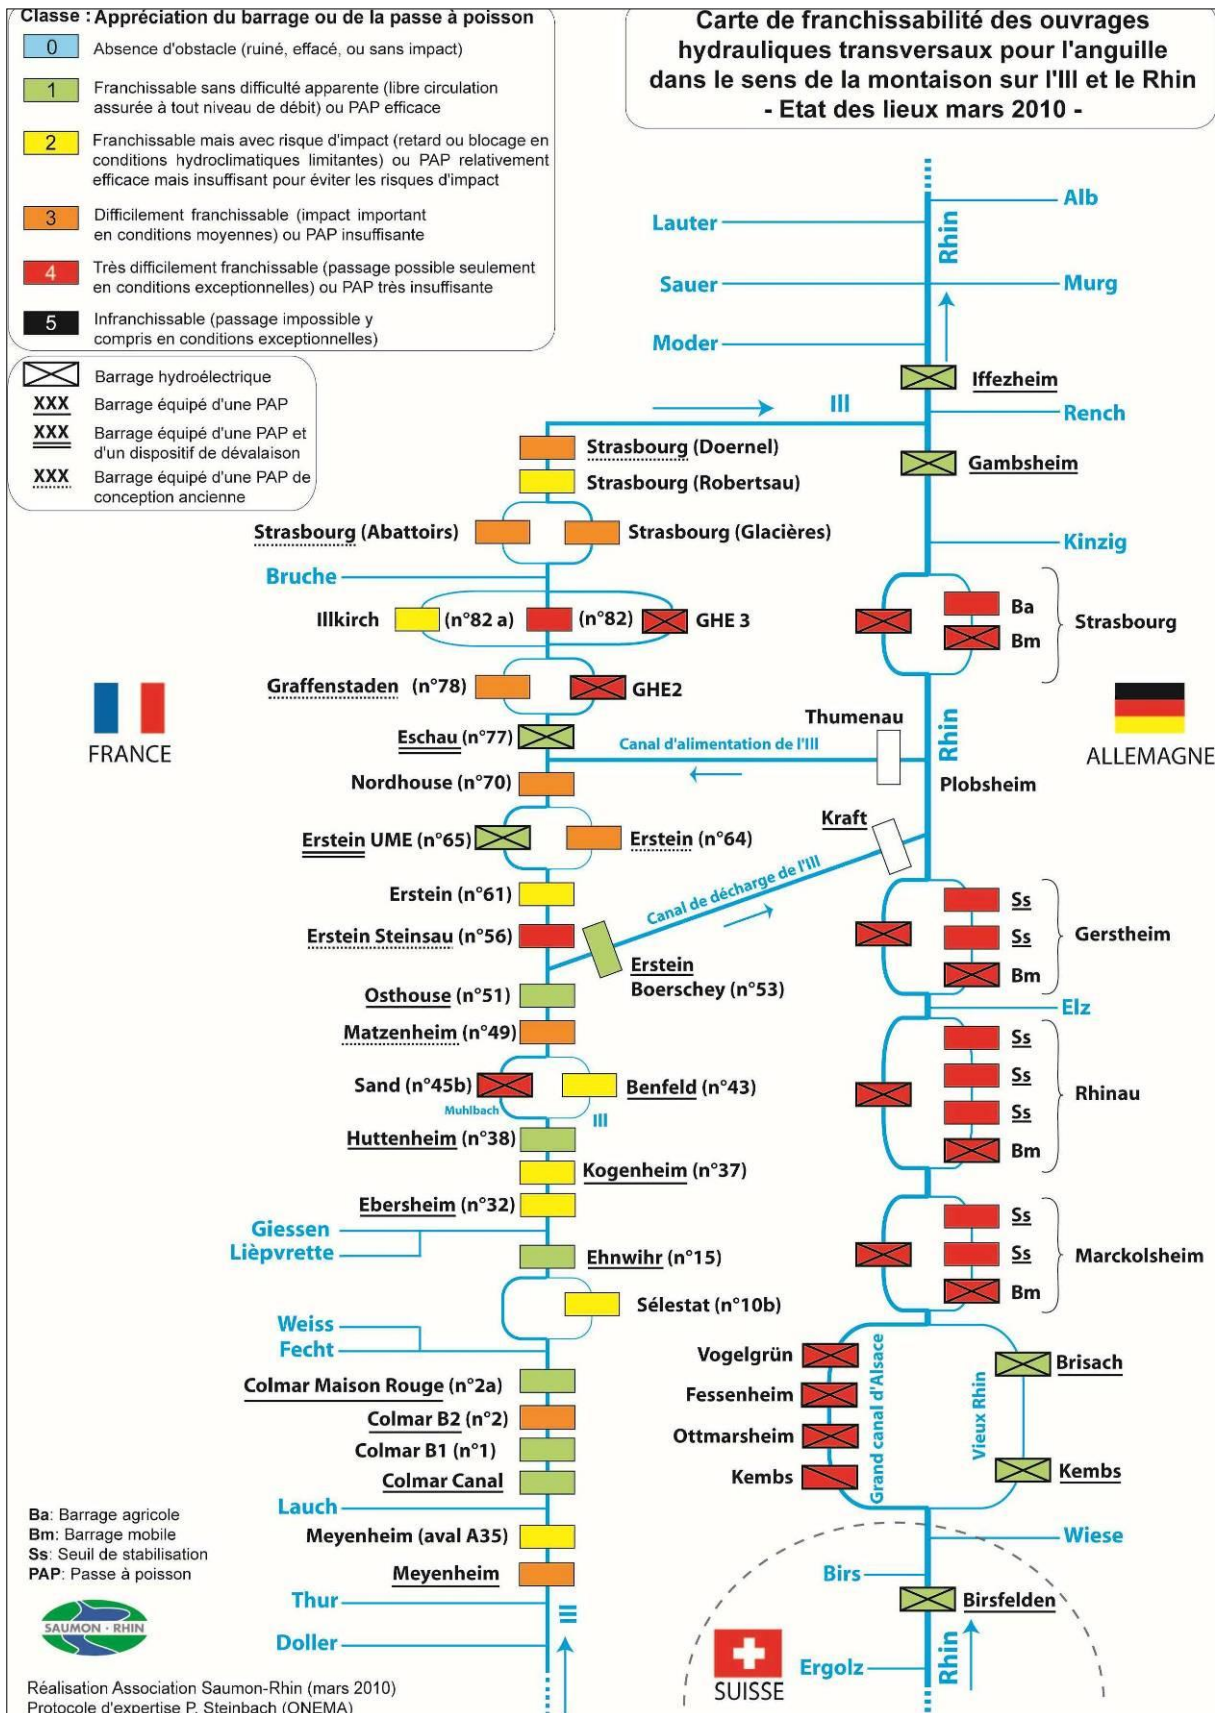 Classe : Appréciation du barrage ou de la passe à poisson
0 Absence d'obstacle (ruiné, effacé, ou sans impact)
1 Franchissable sans difficulté apparente (libre circulation
assurée à tout niveau de débit) ou PAP efficace
2 Franchissable mais avec risque d'impact (retard ou blocage en
conditions hydroclimatiques limitantes) ou PAP relativement
efficace mais insuffisant pour éviter les risques d'impact
3 Difficilement franchissable (impact important
en conditions moyennes) ou PAP insuffisante
4 Très difficilement franchissable (passage possible seulement
en conditions exceptionnelles) ou PAP très insuffisante
5 Infranchissable (passage impossible y
compris en conditions exceptionnelles)
Barrage hydroélectrique
XXX Barrage équipé d'une PAP
XXX Barrage équipé d'une PAP et
d'un dispositif de dévalaison
XXX Barrage équipé d'une PAP de
conception ancienne
Carte de franchissabilité des ouvrages
hydrauliques transversaux pour l'anguille
dans le sens de la montaison sur l'Ill et le Rhin
- Etat des lieux mars 2010 -
Alb
Lauter
Rhin
Sauer
Murg
Moder
Iffezheim
Ill
Rench
Strasbourg (Doernel)
Gambsheim
Strasbourg (Robertsau)
Strasbourg (Abattoirs)
Strasbourg (Glacières)
Kinzig
Bruche
Illkirch
(n°82 a)
(n°82)
GHE 3
Ba
Bm
Strasbourg
Graffenstaden (n°78)
GHE2
FRANCE
ALLEMAGNE
Thumenau
Rhin
Eschau (n°77)
Canal d'alimentation de l'Ill
Nordhouse (n°70)
Plobsheim
Kraft
Erstein UME (n°65)
Erstein (n°64)
Canal de décharge de l'Ill
Erstein (n°61)
Ss
Ss
Bm
Gerstheim
Erstein Steinsau (n°56)
Erstein
Boerschey (n°53)
Osthouse (n°51)
Elz
Matzenheim (n°49)
Ss
Ss
Ss
Bm
Rhinau
Sand (n°45b)
Benfeld (n°43)
Muhlbach
Ill
Huttenheim (n°38)
Kogenheim (n°37)
Ebersheim (n°32)
Giessen
Lièpvrette
Ss
Ss
Bm
Marckolsheim
Ehnwihr (n°15)
Sélestat (n°10b)
Weiss
Fecht
Vogelgrün
Fessenheim
Ottmarsheim
Kembs
Grand canal d'Alsace
Vieux Rhin
Brisach
Kembs
Colmar Maison Rouge (n°2a)
Colmar B2 (n°2)
Colmar B1 (n°1)
Colmar Canal
Lauch
Meyenheim (aval A35)
Wiese
Meyenheim
Birs
Birsfelden
Thur
Ill
Doller
SUISSE
Ergolz
Rhin
Ba: Barrage agricole
Bm: Barrage mobile
Ss: Seuil de stabilisation
PAP: Passe à poisson
SAUMON · RHIN
Réalisation Association Saumon-Rhin (mars 2010)
Protocole d'expertise P. Steinbach (ONEMA)